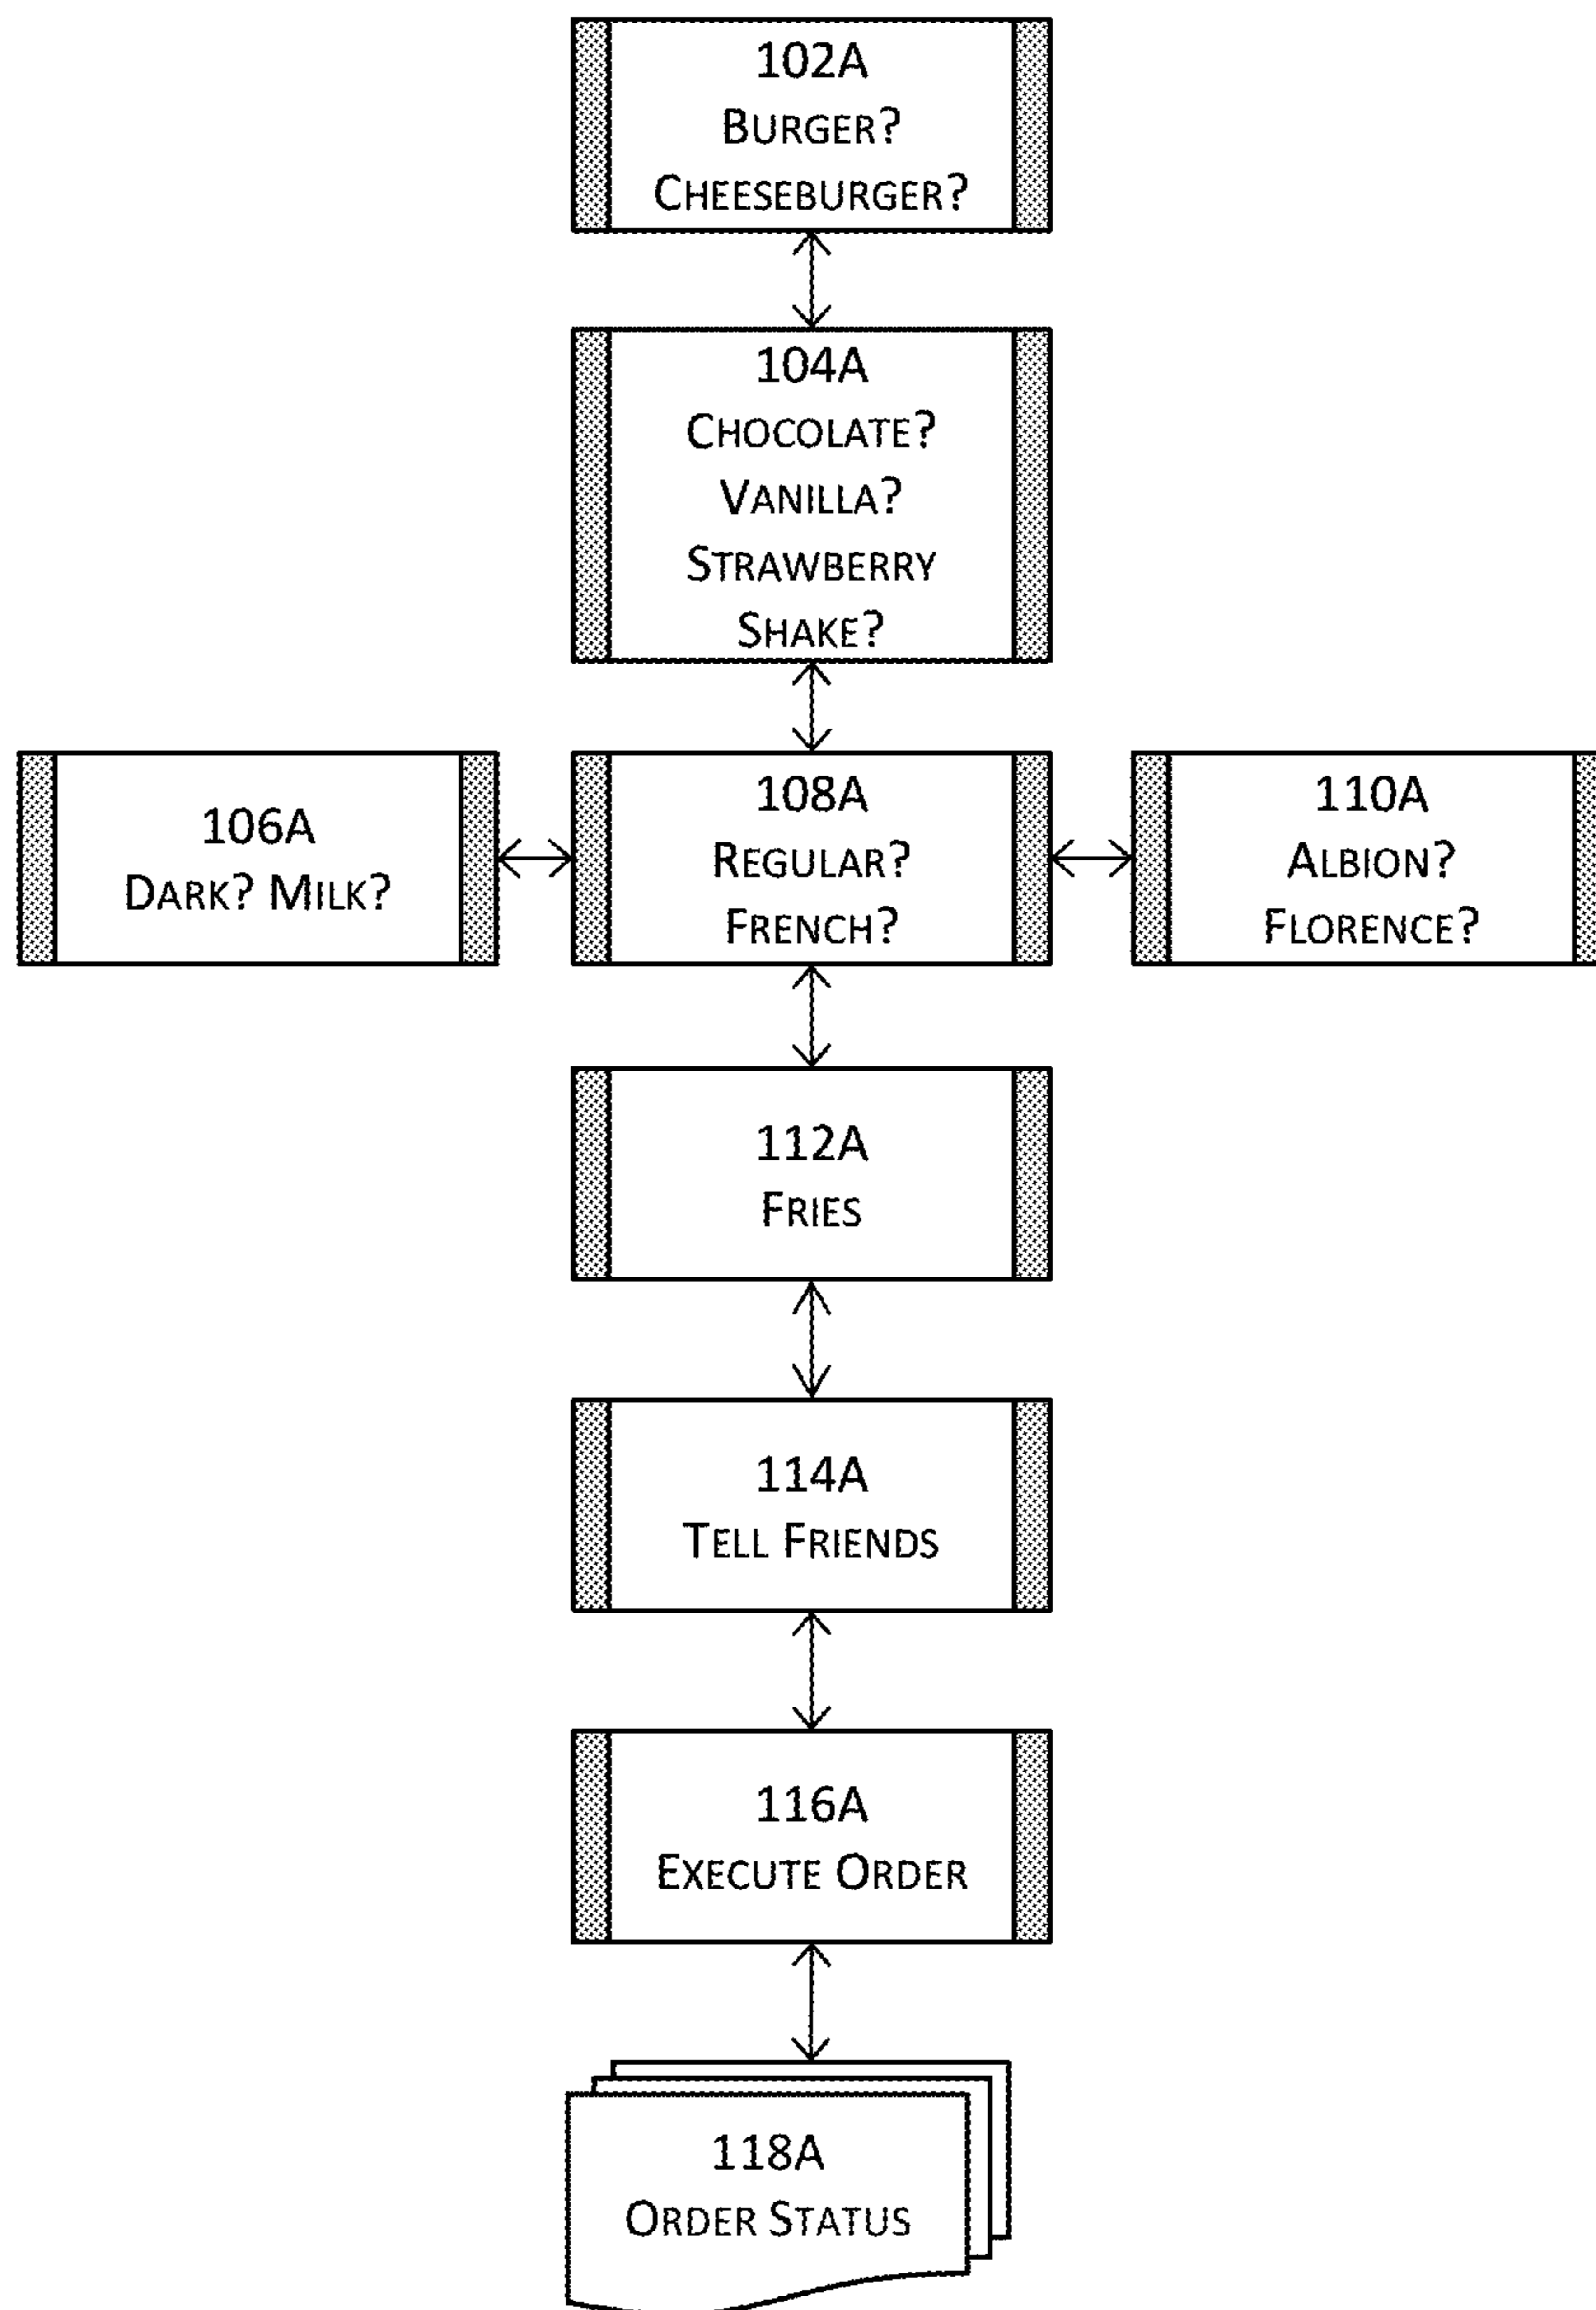 102A
BURGER?
CHEESEBURGER?
104A
CHOCOLATE?
VANILLA?
STRAWBERRY
SHAKE?
106A
DARK? MILK?
108A
REGULAR?
FRENCH?
110A
ALBION?
FLORENCE?
112A
FRIES
114A
TELL FRIENDS
116A
EXECUTE ORDER
118A
ORDER STATUS